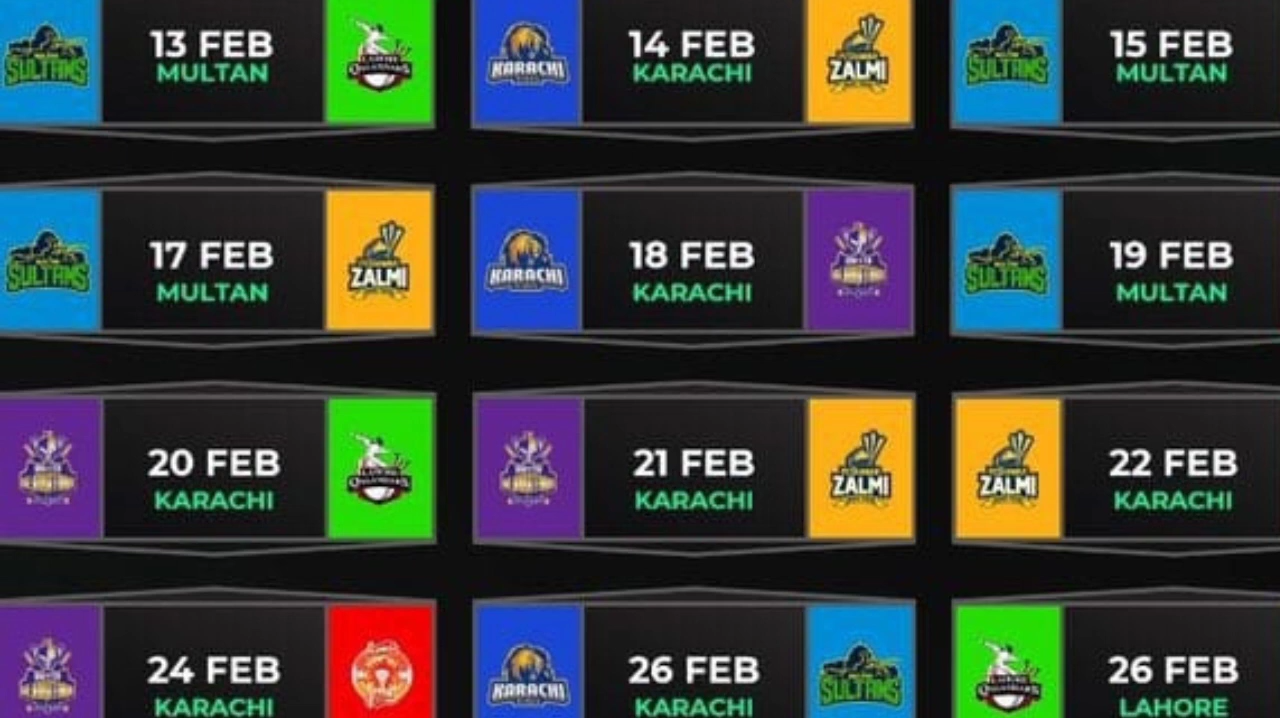 SULTANS
13 FEB
MULTAN
KARACHI
14 FEB
KARACHI
ZALMI
SULTANS
15 FEB
MULTAN
SULTANS
17 FEB
MULTAN
ZALMI
KARACHI
18 FEB
KARACHI
SULTANS
19 FEB
MULTAN
20 FEB
KARACHI
21 FEB
KARACHI
ZALMI
ZALMI
22 FEB
KARACHI
24 FEB
KARACHI
KARACHI
26 FEB
KARACHI
SULTANS
26 FEB
LAHORE